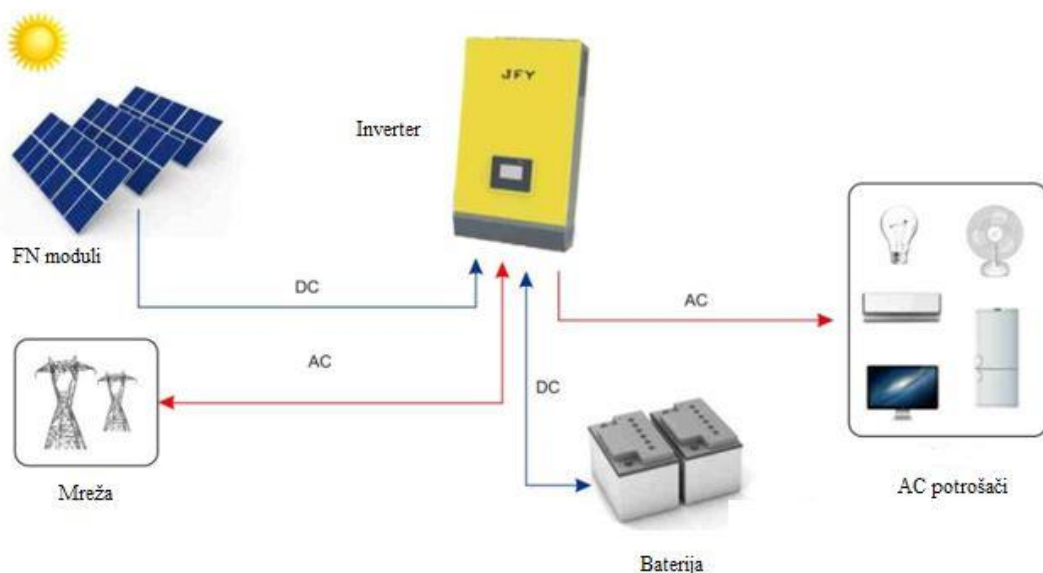 JFY
Inverter
FN moduli
DC
AC
AC
DC
Mreža
AC potrošači
Baterija